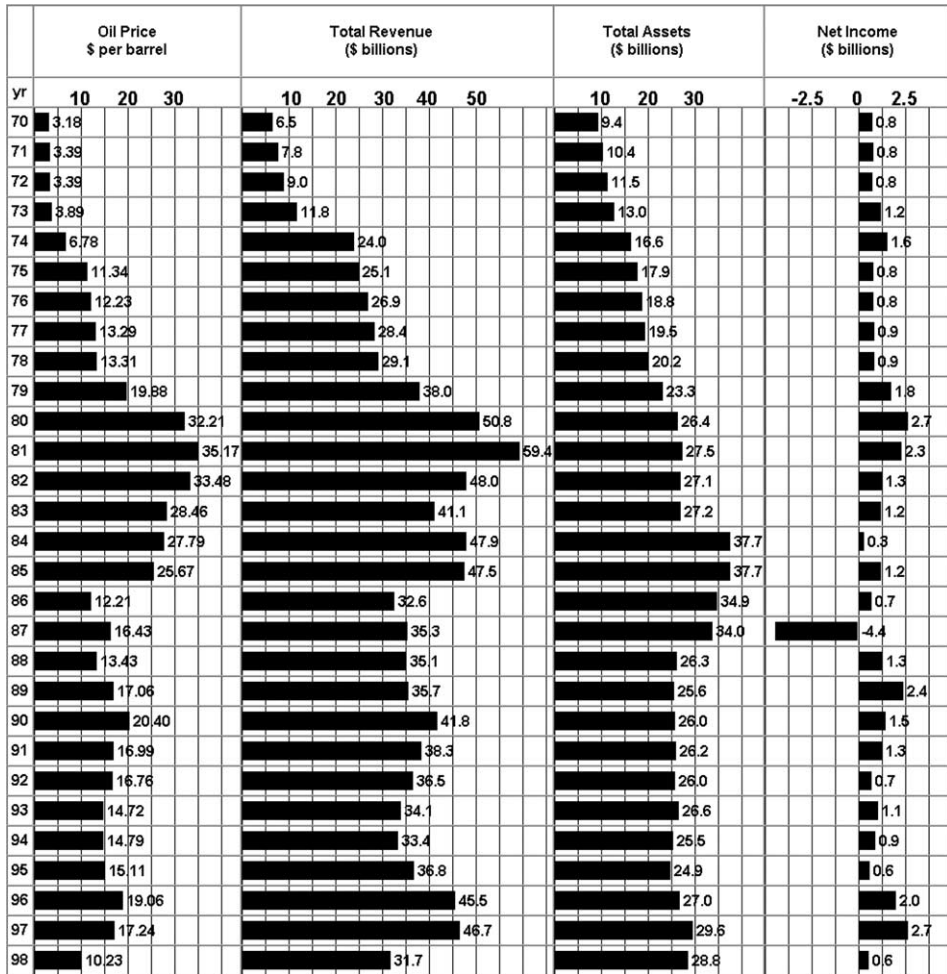 Oil Price Total Revenue Total Assets Net Income
$ per barrel ($ billions) ($ billions) ($ billions)
yr 10 20 30 10 20 30 40 50 10 20 30 -2.5 0 2.5
70 3.18 6.5 9.4 0.8
71 3.39 7.8 10.4 0.8
72 3.39 9.0 11.5 0.8
73 3.89 11.8 13.0 1.2
74 6.78 24.0 16.6 1.6
75 11.34 25.1 17.9 0.8
76 12.23 26.9 18.8 0.8
77 13.29 28.4 19.5 0.9
78 13.31 29.1 20.2 0.9
79 19.88 38.0 23.3 1.8
80 32.21 50.8 26.4 2.7
81 35.17 59.4 27.5 2.3
82 33.48 48.0 27.1 1.3
83 28.46 41.1 27.2 1.2
84 27.79 47.9 37.7 0.3
85 25.67 47.5 37.7 1.2
86 12.21 32.6 34.9 0.7
87 16.43 35.3 34.0 -4.4
88 13.43 35.1 26.3 1.3
89 17.06 35.7 25.6 2.4
90 20.40 41.8 26.0 1.5
91 16.99 38.3 26.2 1.3
92 16.76 36.5 26.0 0.7
93 14.72 34.1 26.6 1.1
94 14.79 33.4 25.5 0.9
95 15.11 36.8 24.9 0.6
96 19.06 45.5 27.0 2.0
97 17.24 46.7 29.6 2.7
98 10.23 31.7 28.8 0.6